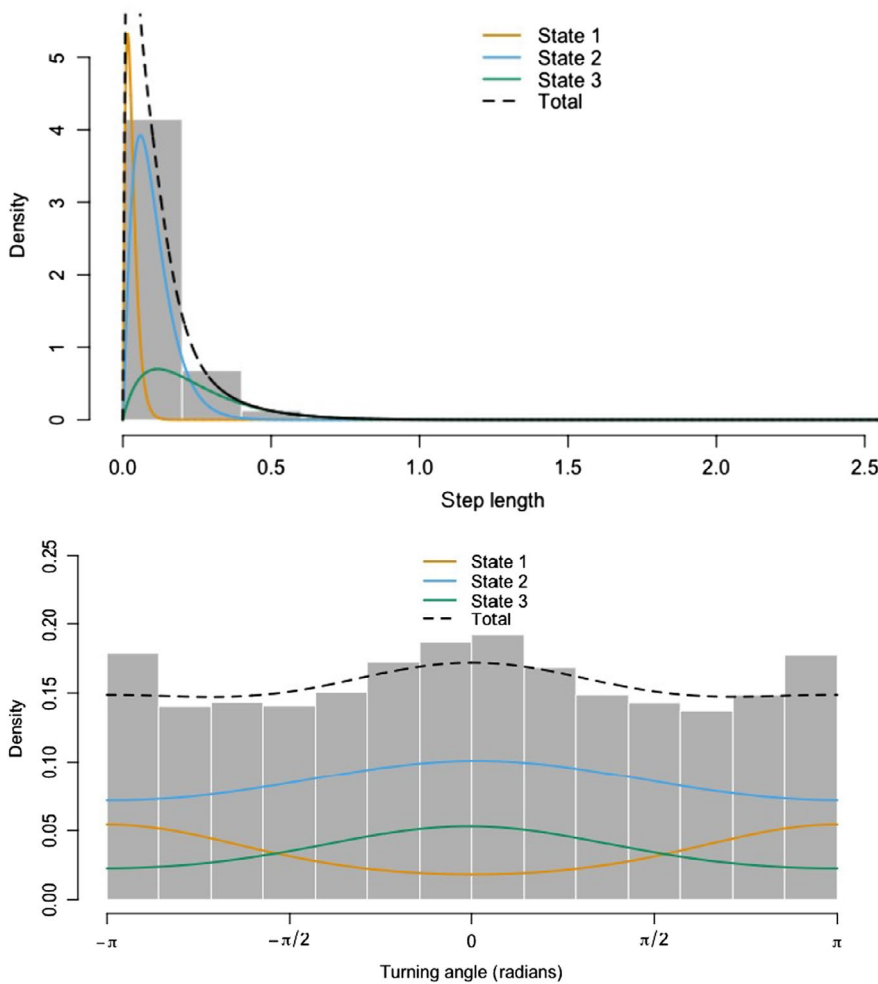 State 1
State 2
State 3
Total
5
4
3
2
1
0
Density
0.0 0.5 1.0 1.5 2.0 2.5
Step length
State 1
State 2
State 3
Total
0.25
0.20
0.15
0.10
0.05
0.00
Density
−π −π/2 0 π/2 π
Turning angle (radians)